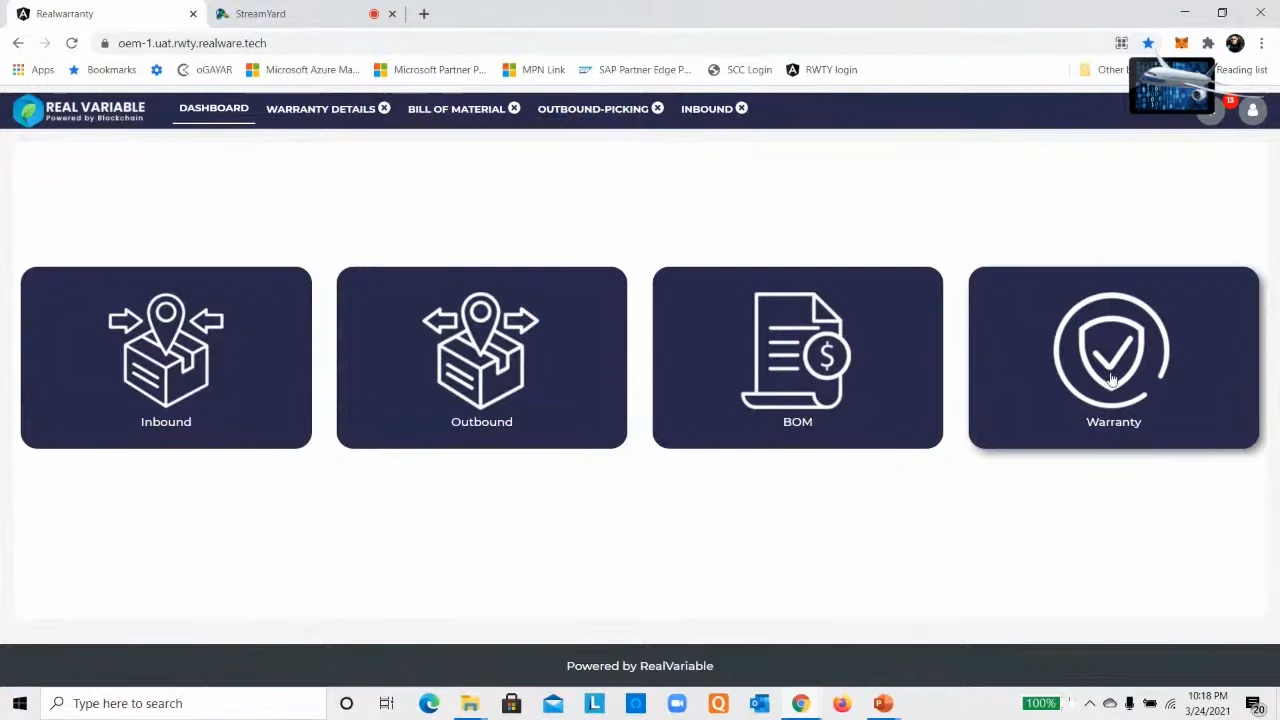 Realwarranty
StreamYard
oem-1.uat.rwty.realware.tech
Apps
Bookmarks
oGAYAR
Microsoft Azure Ma...
Microsoft Partner P...
MPN Link
SAP Partner Edge P...
SCC Login
RWTY login
Other b
Reading list
REAL VARIABLE
Powered by Blockchain
DASHBOARD
WARRANTY DETAILS
BILL OF MATERIAL
OUTBOUND-PICKING
INBOUND
13
Inbound
Outbound
$
BOM
Warranty
Powered by RealVariable
Type here to search
L
Q
100%
10:18 PM
3/24/2021
20